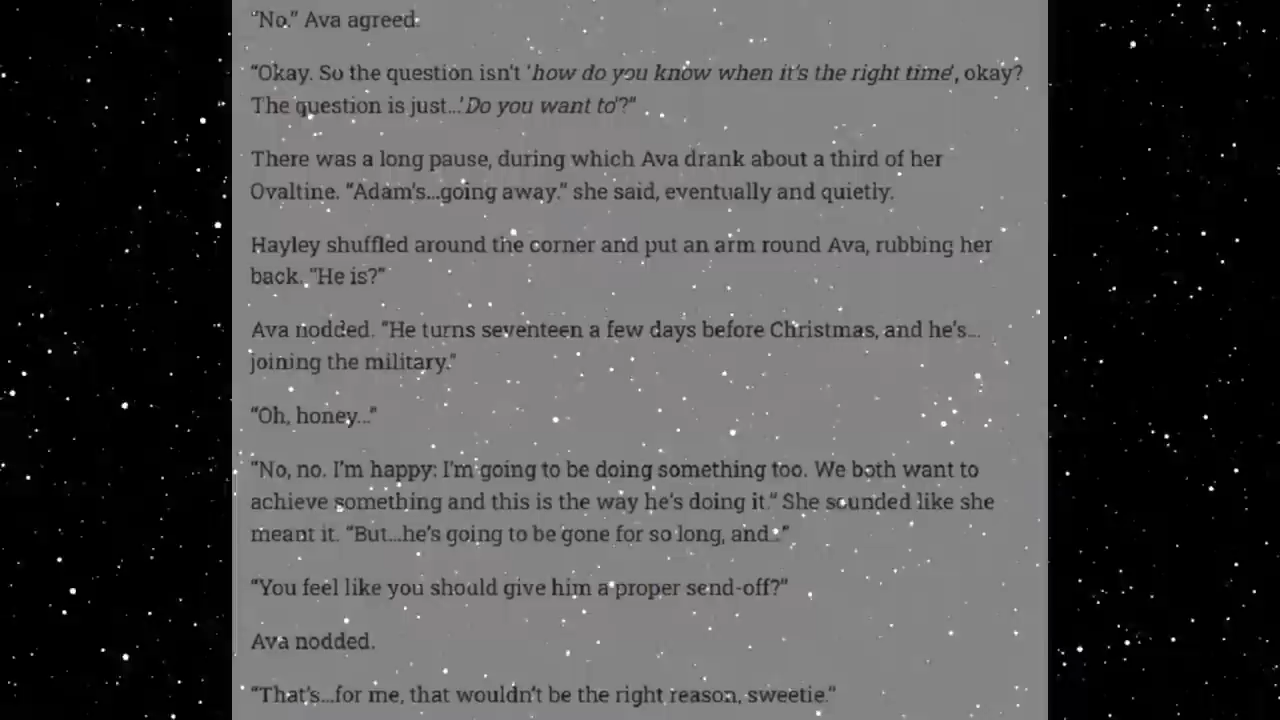 “No.” Ava agreed.
“Okay. So the question isn't 'how do you know when it's the right time', okay?
The question is just...'Do you want to'?”
There was a long pause, during which Ava drank about a third of her
Ovaltine. “Adam's...going away.” she said, eventually and quietly.
Hayley shuffled around the corner and put an arm round Ava, rubbing her
back. “He is?”
Ava nodded. “He turns seventeen a few days before Christmas, and he's...
joining the military.”
“Oh, honey...”
“No, no. I'm happy: I'm going to be doing something too. We both want to
achieve something and this is the way he's doing it.” She sounded like she
meant it. “But...he's going to be gone for so long, and...”
“You feel like you should give him a proper send-off?”
Ava nodded.
“That's...for me, that wouldn't be the right reason, sweetie.”